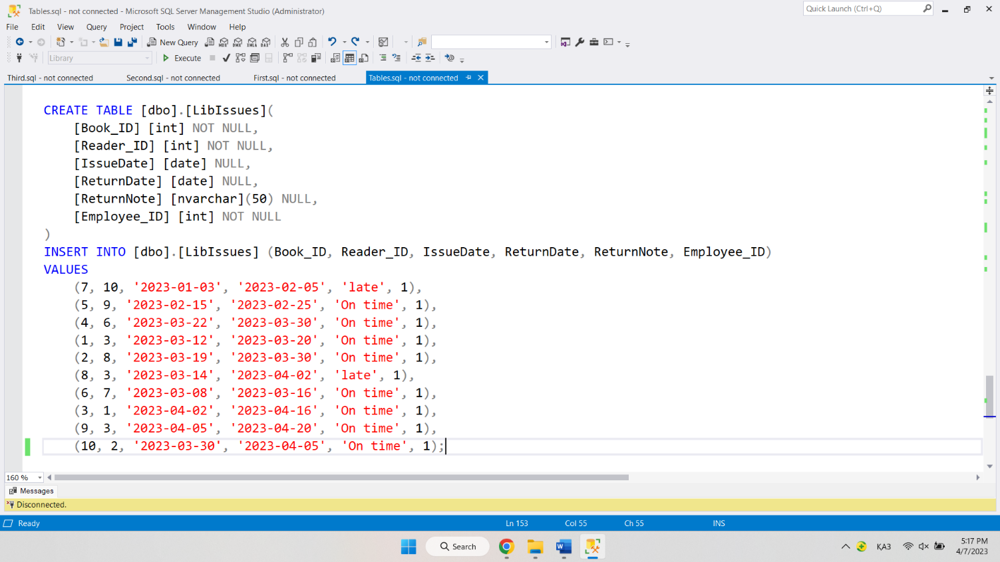 Tables.sql - not connected - Microsoft SQL Server Management Studio (Administrator)
Quick Launch (Ctrl+Q)
File Edit View Query Project Tools Window Help
New Query
MDX DMX XMLA DAX
Library
Execute
Third.sql - not connected Second.sql - not connected First.sql - not connected Tables.sql - not connected
CREATE TABLE [dbo].[LibIssues](
[Book_ID] [int] NOT NULL,
[Reader_ID] [int] NOT NULL,
[IssueDate] [date] NULL,
[ReturnDate] [date] NULL,
[ReturnNote] [nvarchar](50) NULL,
[Employee_ID] [int] NOT NULL
)
INSERT INTO [dbo].[LibIssues] (Book_ID, Reader_ID, IssueDate, ReturnDate, ReturnNote, Employee_ID)
VALUES
(7, 10, '2023-01-03', '2023-02-05', 'late', 1),
(5, 9, '2023-02-15', '2023-02-25', 'On time', 1),
(4, 6, '2023-03-22', '2023-03-30', 'On time', 1),
(1, 3, '2023-03-12', '2023-03-20', 'On time', 1),
(2, 8, '2023-03-19', '2023-03-30', 'On time', 1),
(8, 3, '2023-03-14', '2023-04-02', 'late', 1),
(6, 7, '2023-03-08', '2023-03-16', 'On time', 1),
(3, 1, '2023-04-02', '2023-04-16', 'On time', 1),
(9, 3, '2023-04-05', '2023-04-20', 'On time', 1),
(10, 2, '2023-03-30', '2023-04-05', 'On time', 1);
160 %
Messages
Disconnected.
Ready Ln 153 Col 55 Ch 55 INS
Search
ҚАЗ
5:17 PM
4/7/2023